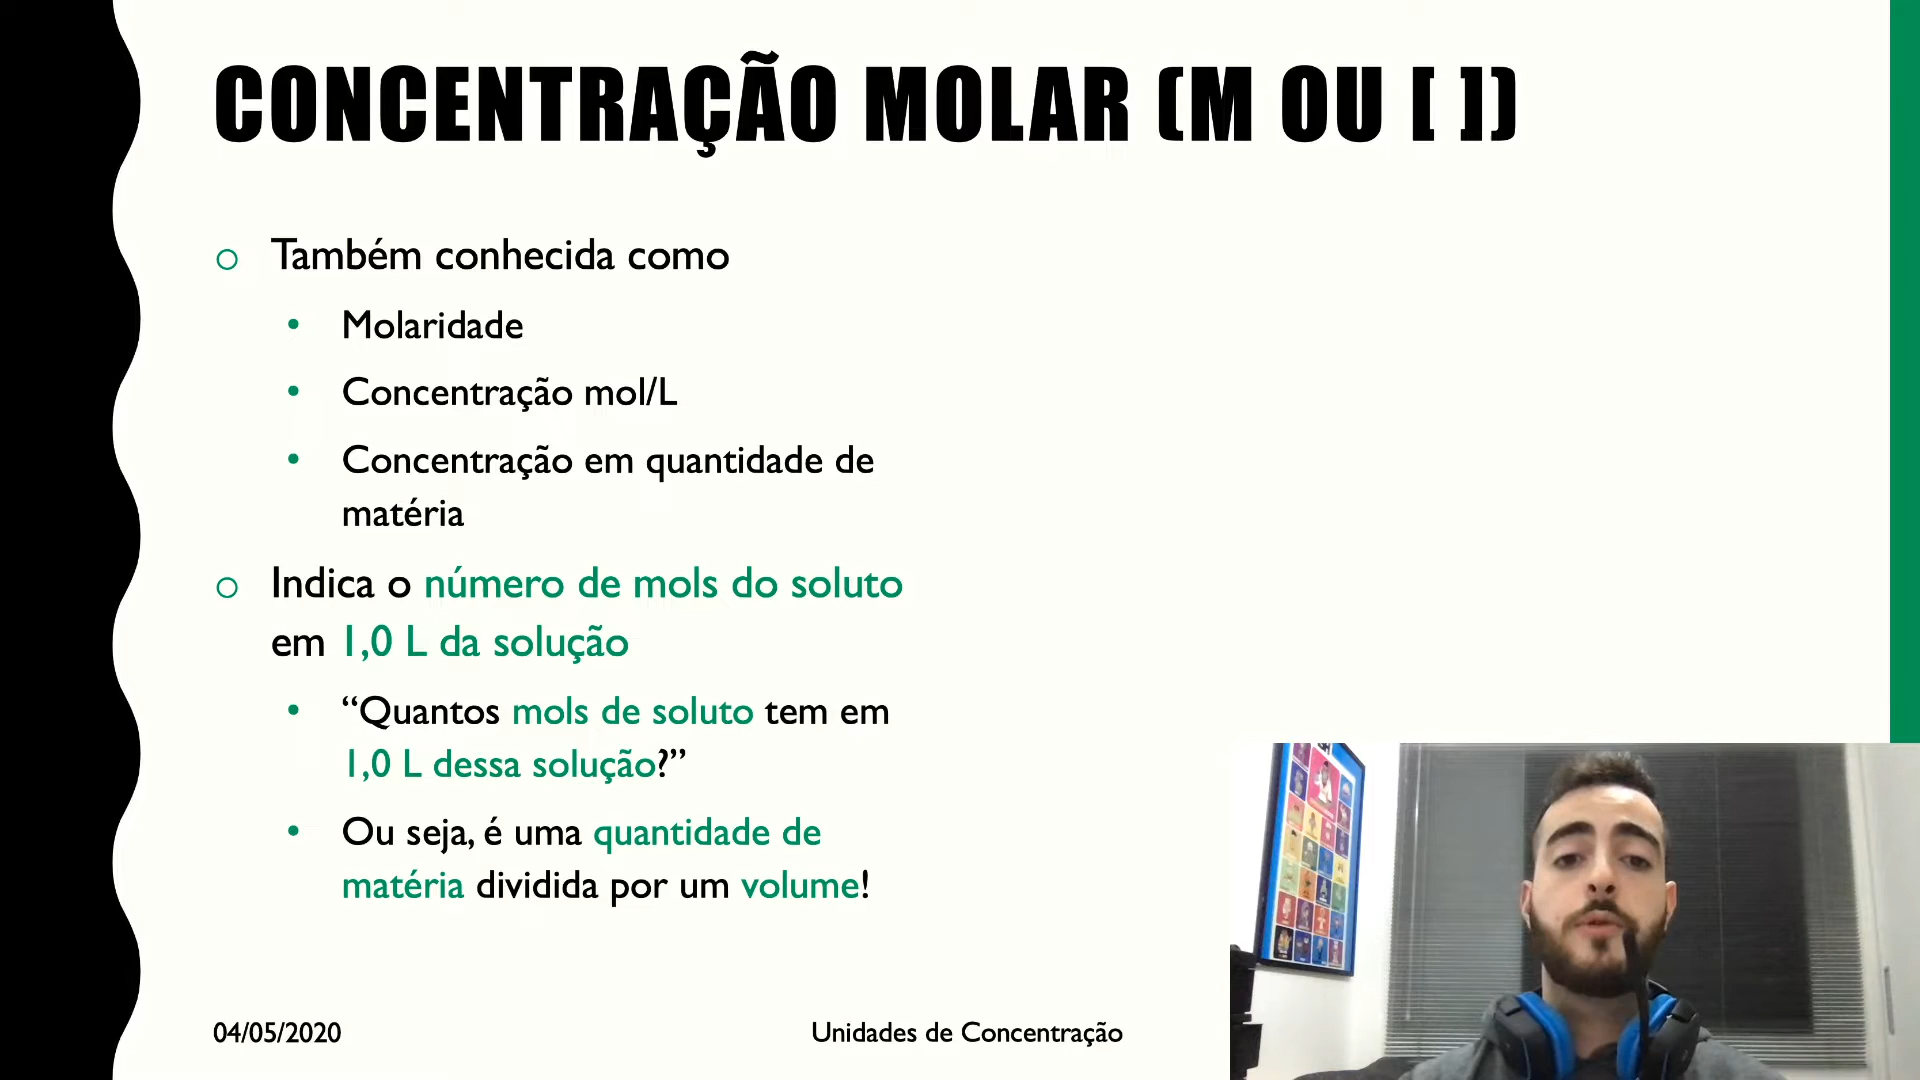 CONCENTRAÇÃO MOLAR (M OU [ ])
Também conhecida como
Molaridade
Concentração mol/L
Concentração em quantidade de
matéria
Indica o número de mols do soluto
em 1,0 L da solução
“Quantos mols de soluto tem em
1,0 L dessa solução?”
Ou seja, é uma quantidade de
matéria dividida por um volume!
04/05/2020
Unidades de Concentração